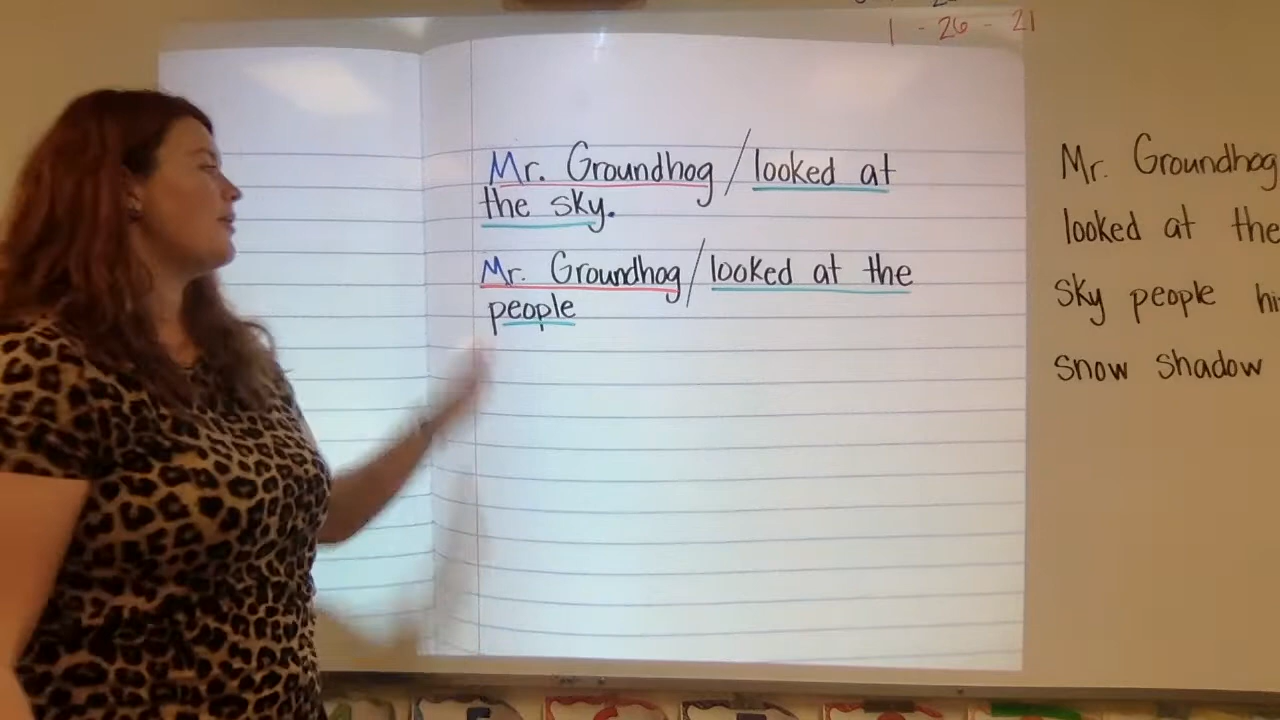 1 - 26 - 21
Mr. Groundhog / looked at
the sky.
Mr. Groundhog / looked at the
people
Mr. Groundhog
looked at the
sky people hi
snow shadow